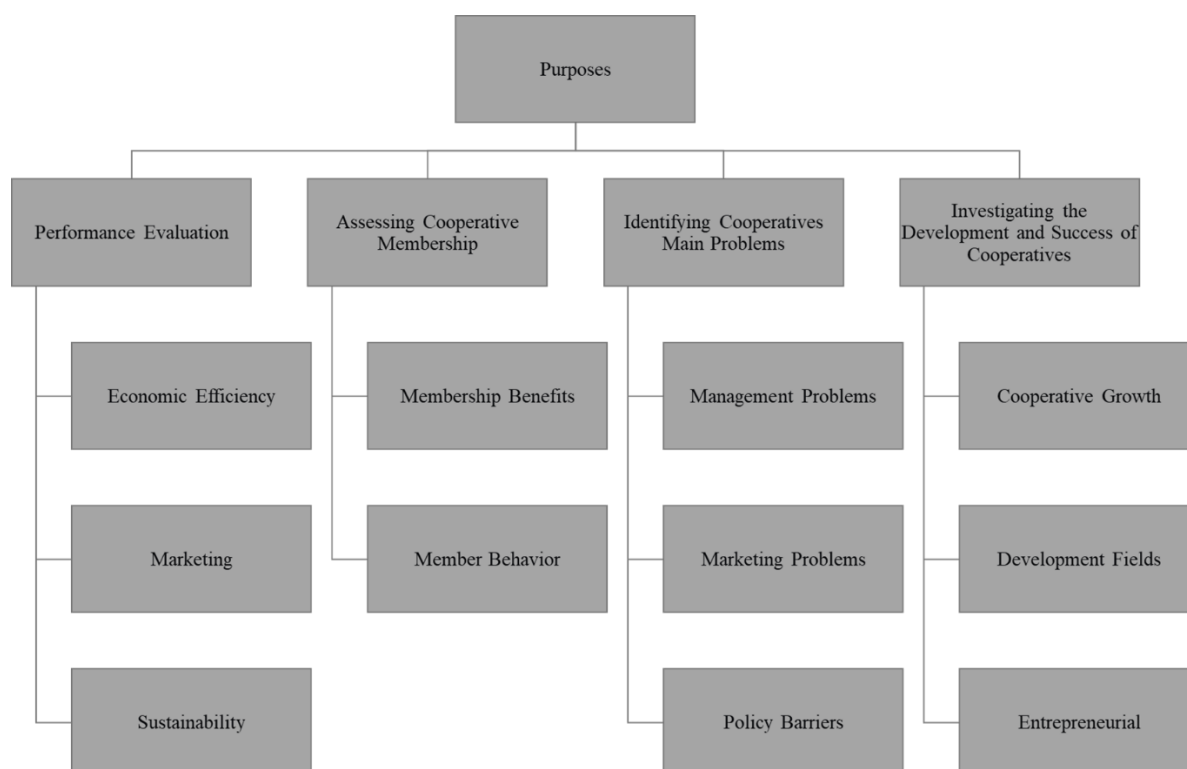 Purposes
Performance Evaluation
Assessing Cooperative
Membership
Identifying Cooperatives
Main Problems
Investigating the
Development and Success of
Cooperatives
Economic Efficiency
Membership Benefits
Management Problems
Cooperative Growth
Marketing
Member Behavior
Marketing Problems
Development Fields
Sustainability
Policy Barriers
Entrepreneurial